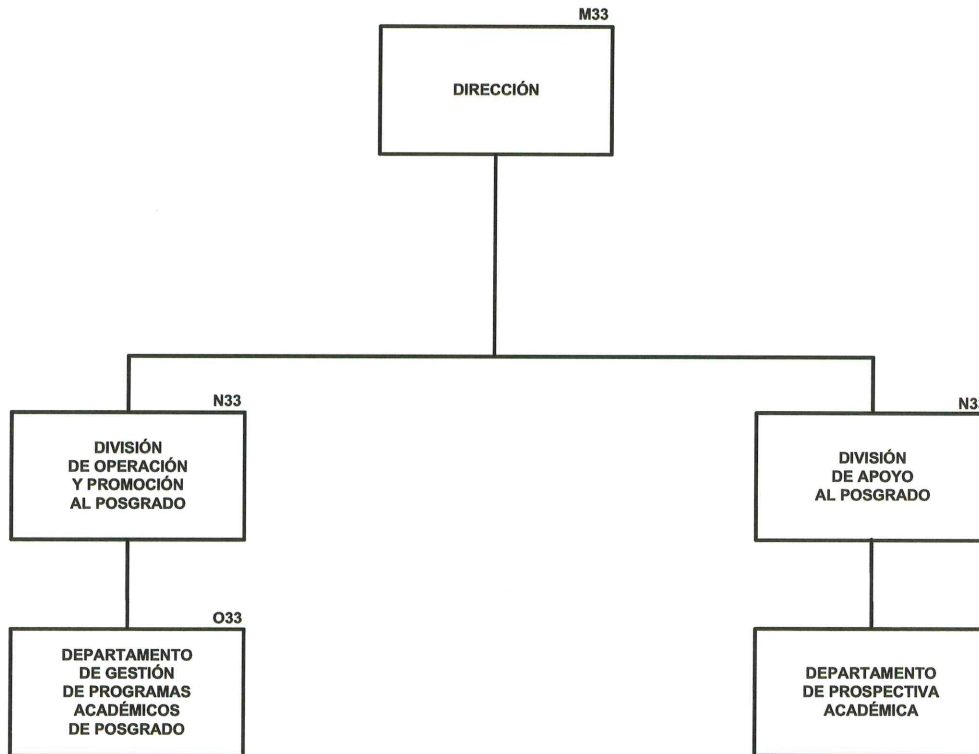 M33
DIRECCIÓN
N33
DIVISIÓN
DE OPERACIÓN
Y PROMOCIÓN
AL POSGRADO
N3
DIVISIÓN
DE APOYO
AL POSGRADO
O33
DEPARTAMENTO
DE GESTIÓN
DE PROGRAMAS
ACADÉMICOS
DE POSGRADO
DEPARTAMENTO
DE PROSPECTIVA
ACADÉMICA